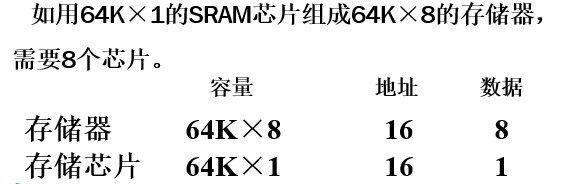 如用64K×1的SRAM芯片组成64K×8的存储器，
需要8个芯片。
容量 地址 数据
存储器 64K×8 16 8
存储芯片 64K×1 16 1